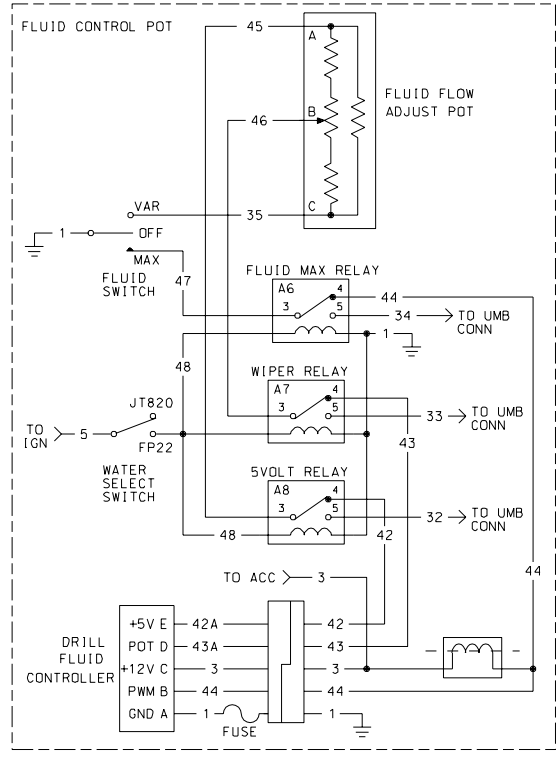 FLUID CONTROL POT
45
A
FLUID FLOW
ADJUST POT
B
46
C
VAR
35
1
OFF
MAX
FLUID
SWITCH
47
FLUID MAX RELAY
A6
4
44
3
5
34
TO UMB
CONN
1
48
WIPER RELAY
A7
4
3
5
33
TO UMB
CONN
43
JT820
TO
IGN
5
FP22
WATER
SELECT
SWITCH
5VOLT RELAY
A8
4
3
5
32
TO UMB
CONN
48
42
44
TO ACC
3
DRILL
FLUID
CONTROLLER
+5V E
42A
42
POT D
43A
43
+12V C
3
3
PWM B
44
44
GND A
1
1
FUSE